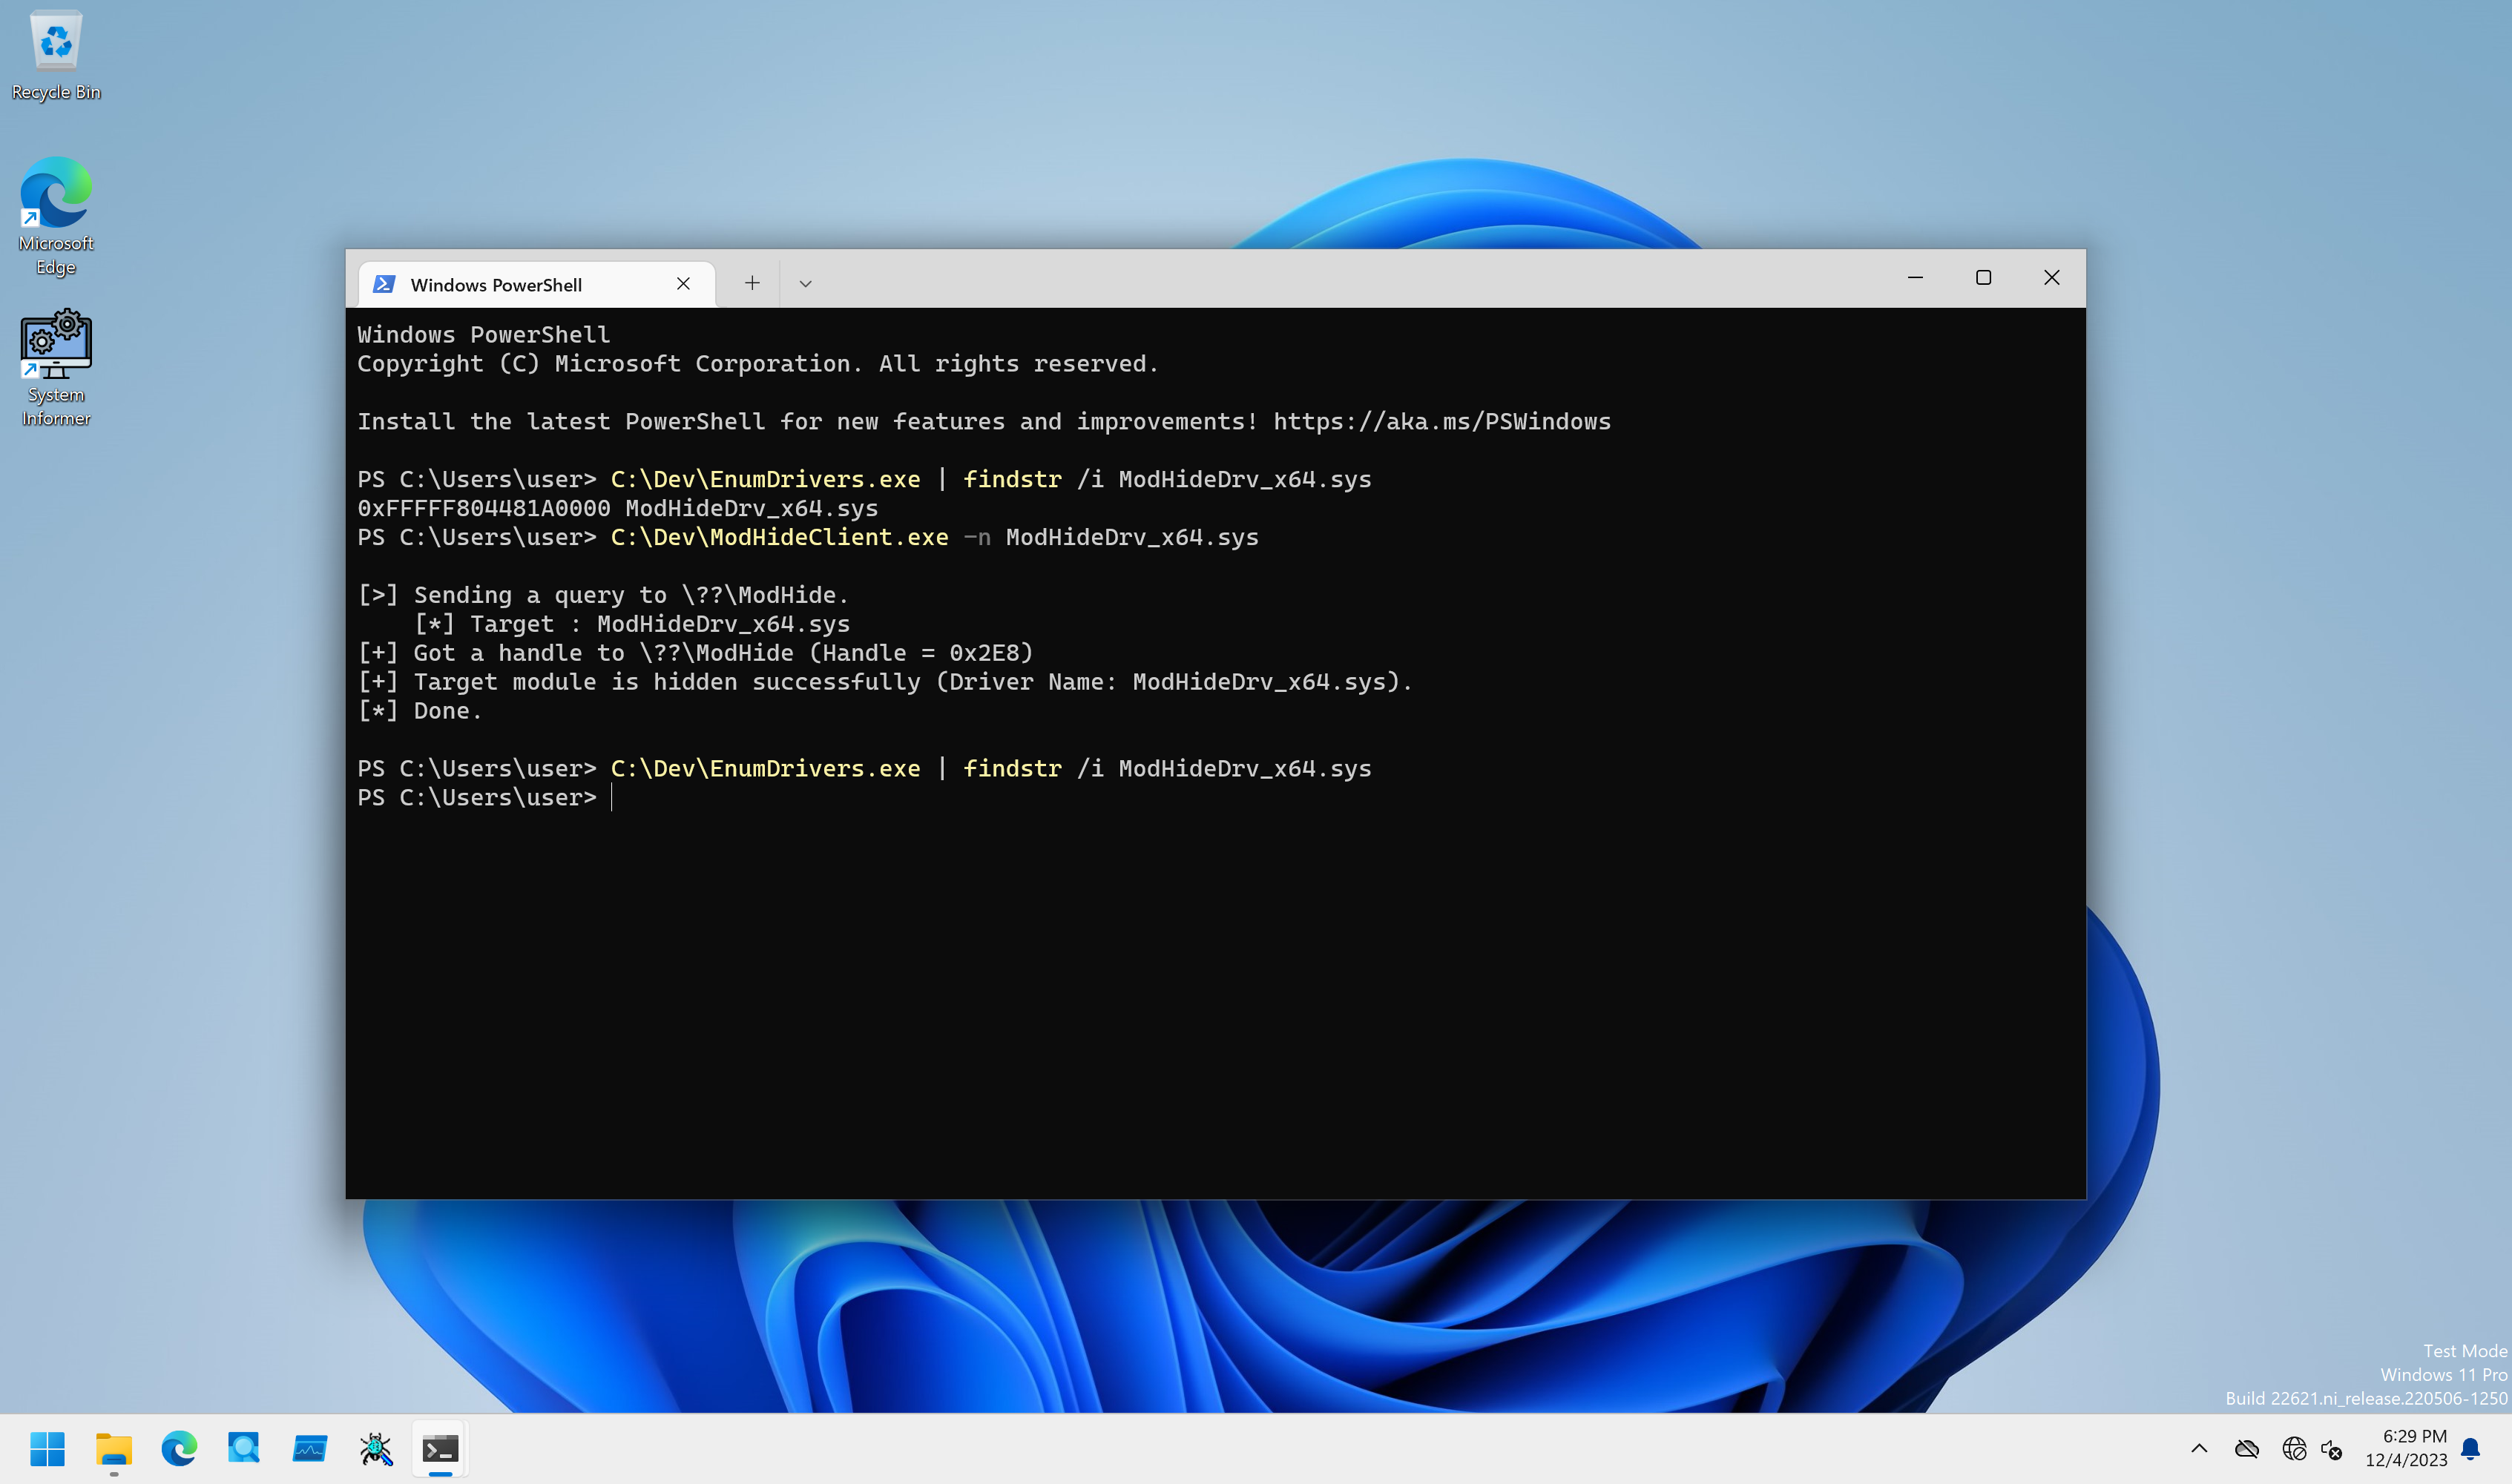 Recycle Bin
Microsoft
Edge
System
Informer
Windows PowerShell
Windows PowerShell
Copyright (C) Microsoft Corporation. All rights reserved.
Install the latest PowerShell for new features and improvements! https://aka.ms/PSWindows
PS C:\Users\user> C:\Dev\EnumDrivers.exe | findstr /i ModHideDrv_x64.sys
0xFFFFF804481A0000 ModHideDrv_x64.sys
PS C:\Users\user> C:\Dev\ModHideClient.exe -n ModHideDrv_x64.sys
[>] Sending a query to \??\ModHide.
[*] Target : ModHideDrv_x64.sys
[+] Got a handle to \??\ModHide (Handle = 0x2E8)
[+] Target module is hidden successfully (Driver Name: ModHideDrv_x64.sys).
[*] Done.
PS C:\Users\user> C:\Dev\EnumDrivers.exe | findstr /i ModHideDrv_x64.sys
PS C:\Users\user>
Test Mode
Windows 11 Pro
Build 22621.ni_release.220506-1250
6:29 PM
12/4/2023